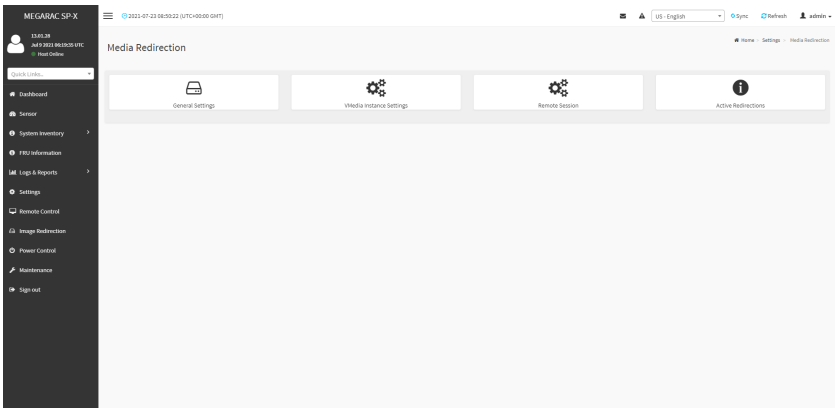 MEGARAC SP-X
2021-07-23 08:50:22 (UTC+00:00 GMT)
US - English
Sync
Refresh
admin
13.01.28
Jul 9 2021 06:19:35 UTC
Host Online
Quick Links...
Dashboard
Sensor
System Inventory
FRU Information
Logs & Reports
Settings
Remote Control
Image Redirection
Power Control
Maintenance
Sign out
Media Redirection
Home
Settings
Media Redirection
General Settings
VMedia Instance Settings
Remote Session
Active Redirections